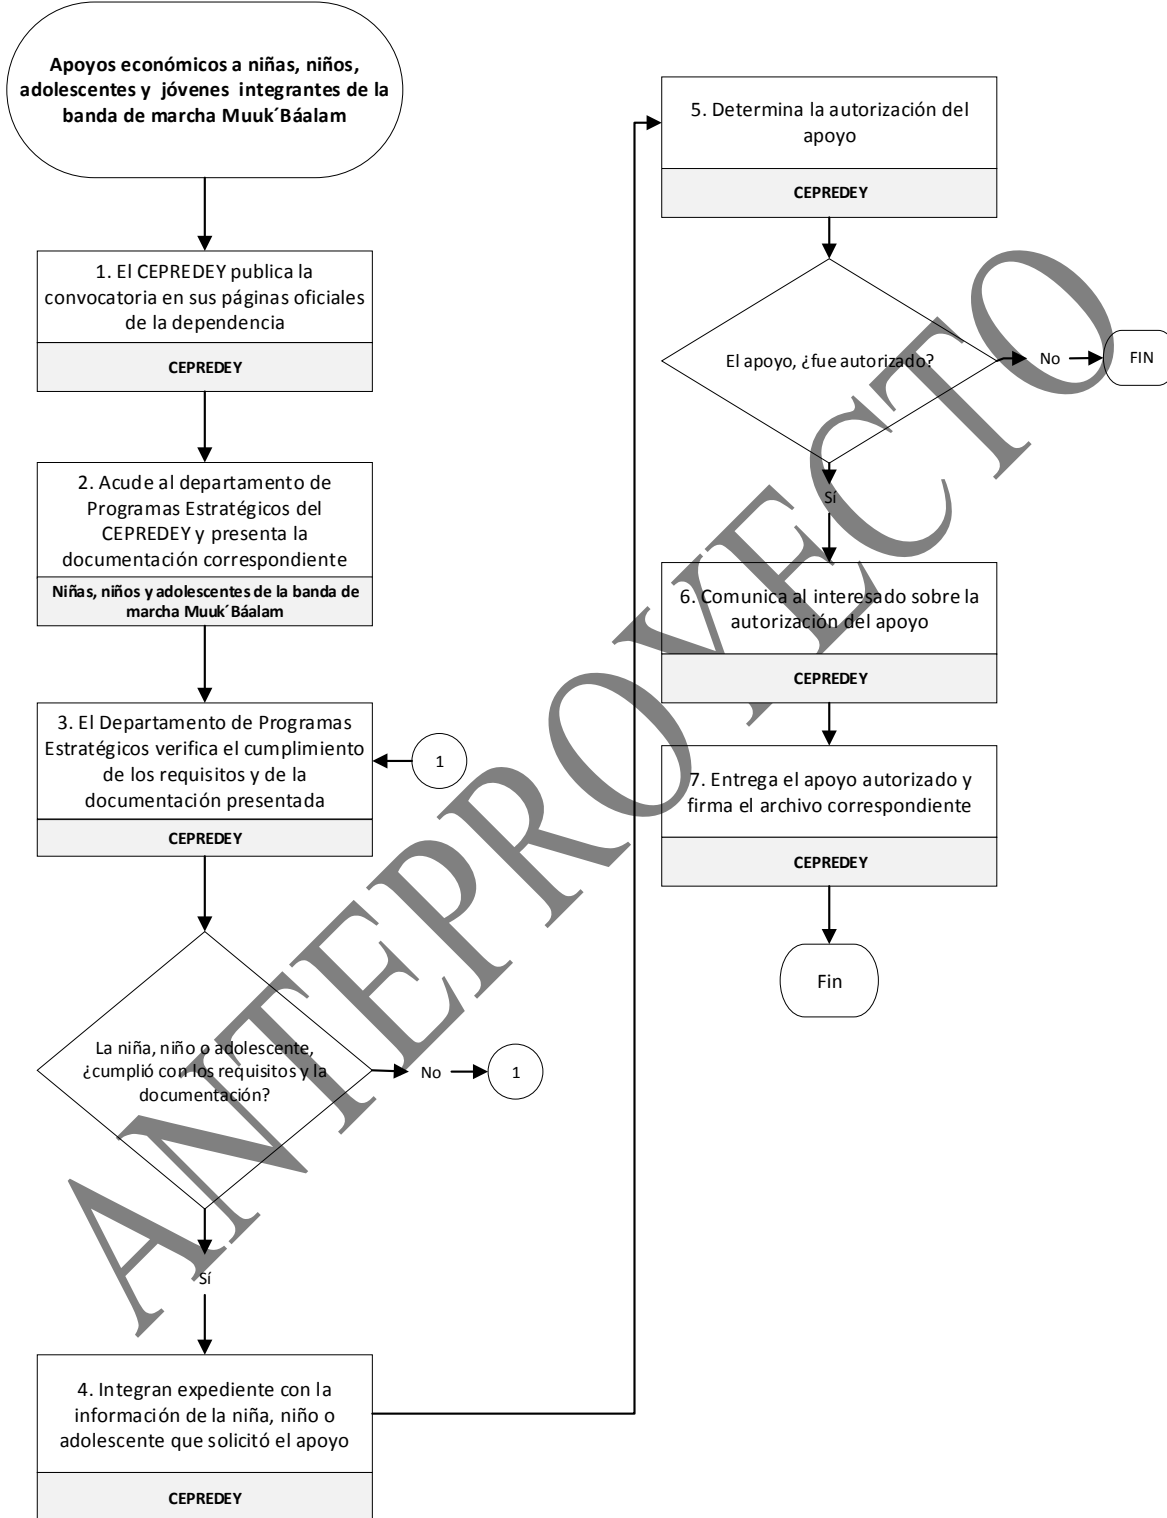 Apoyos económicos a niñas, niños,
adolescentes y jóvenes integrantes de la
banda de marcha Muuk´Báalam
1. El CEPREDEY publica la
convocatoria en sus páginas oficiales
de la dependencia
CEPREDEY
2. Acude al departamento de
Programas Estratégicos del
CEPREDEY y presenta la
documentación correspondiente
Niñas, niños y adolescentes de la banda de
marcha Muuk´Báalam
3. El Departamento de Programas
Estratégicos verifica el cumplimiento
de los requisitos y de la
documentación presentada
CEPREDEY
1
La niña, niño o adolescente,
¿cumplió con los requisitos y la
documentación?
No
1
Sí
4. Integran expediente con la
información de la niña, niño o
adolescente que solicitó el apoyo
CEPREDEY
5. Determina la autorización del
apoyo
CEPREDEY
El apoyo, ¿fue autorizado?
No
FIN
Sí
6. Comunica al interesado sobre la
autorización del apoyo
CEPREDEY
7. Entrega el apoyo autorizado y
firma el archivo correspondiente
CEPREDEY
Fin
ANTEPROYECTO